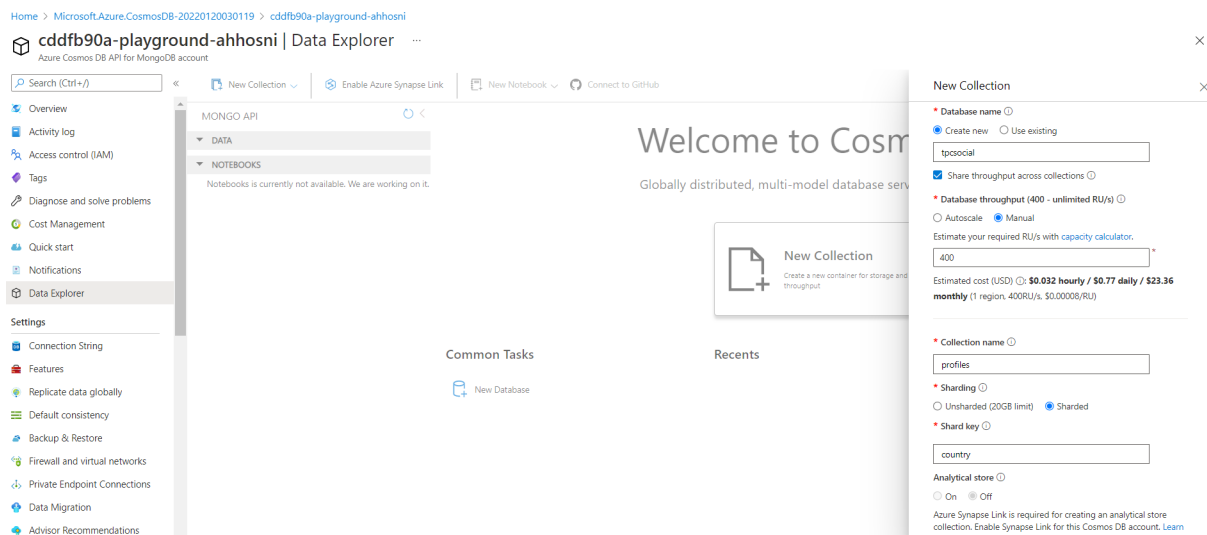 Home > Microsoft.Azure.CosmosDB-20220120030119 > cddfb90a-playground-ahhosni
cddfb90a-playground-ahhosni | Data Explorer ...
Azure Cosmos DB API for MongoDB account
Search (Ctrl+/)
«
Overview
Activity log
Access control (IAM)
Tags
Diagnose and solve problems
Cost Management
Quick start
Notifications
Data Explorer
Settings
Connection String
Features
Replicate data globally
Default consistency
Backup & Restore
Firewall and virtual networks
Private Endpoint Connections
Data Migration
Advisor Recommendations
New Collection
Enable Azure Synapse Link
New Notebook
Connect to GitHub
MONGO API
DATA
NOTEBOOKS
Notebooks is currently not available. We are working on it.
Welcome to Cosm
Globally distributed, multi-model database serv
New Collection
Create a new container for storage and
throughput
Common Tasks
New Database
Recents
New Collection
* Database name
Create new Use existing
tpcsocial
Share throughput across collections
* Database throughput (400 - unlimited RU/s)
Autoscale Manual
Estimate your required RU/s with capacity calculator.
400 *
Estimated cost (USD) : $0.032 hourly / $0.77 daily / $23.36
monthly (1 region, 400RU/s, $0.00008/RU)
* Collection name
profiles
* Sharding
Unsharded (20GB limit) Sharded
* Shard key
country
Analytical store
On Off
Azure Synapse Link is required for creating an analytical store
collection. Enable Synapse Link for this Cosmos DB account. Learn